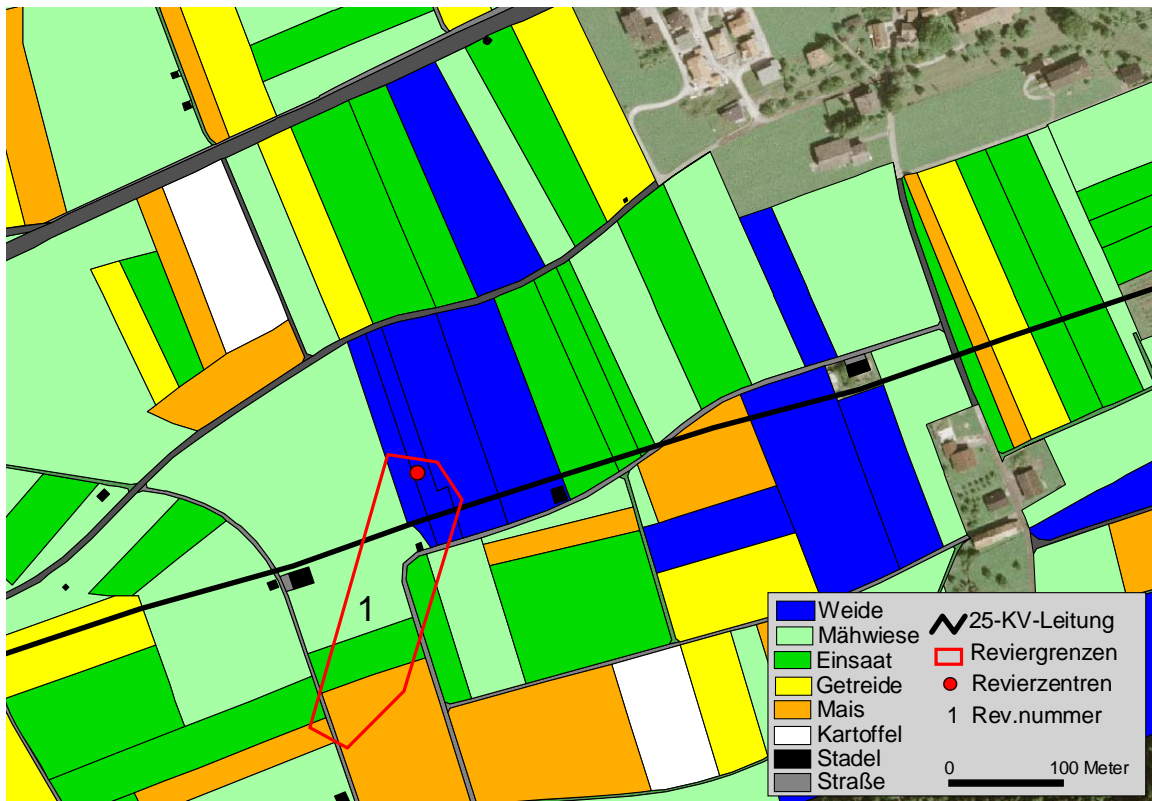 1
Weide
Mähwiese
Einsaat
Getreide
Mais
Kartoffel
Stadel
Straße
25-KV-Leitung
Reviergrenzen
Revierzentren
1 Rev.nummer
0 100 Meter